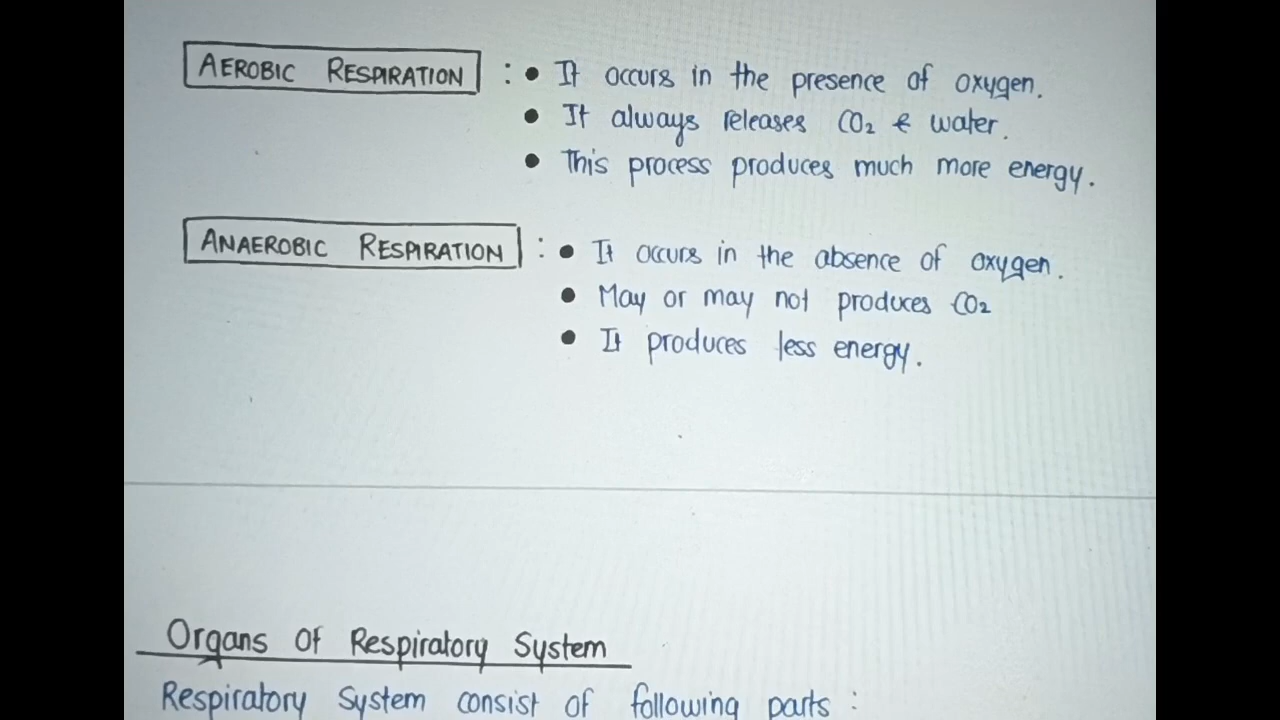 AEROBIC RESPIRATION : • It occurs in the presence of oxygen.
• It always releases CO₂ & water.
• This process produces much more energy.
ANAEROBIC RESPIRATION : • It occurs in the absence of oxygen.
• May or may not produces CO₂
• It produces less energy.
Organs Of Respiratory System
Respiratory System consist of following parts :